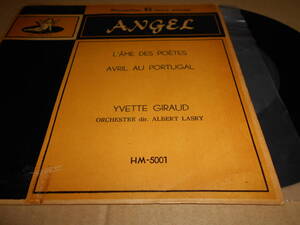 ANGEL
L'ÂME DES POÈTES
AVRIL AU PORTUGAL
YVETTE GIRAUD
ORCHESTRE dir. ALBERT LASRY
HM-5001